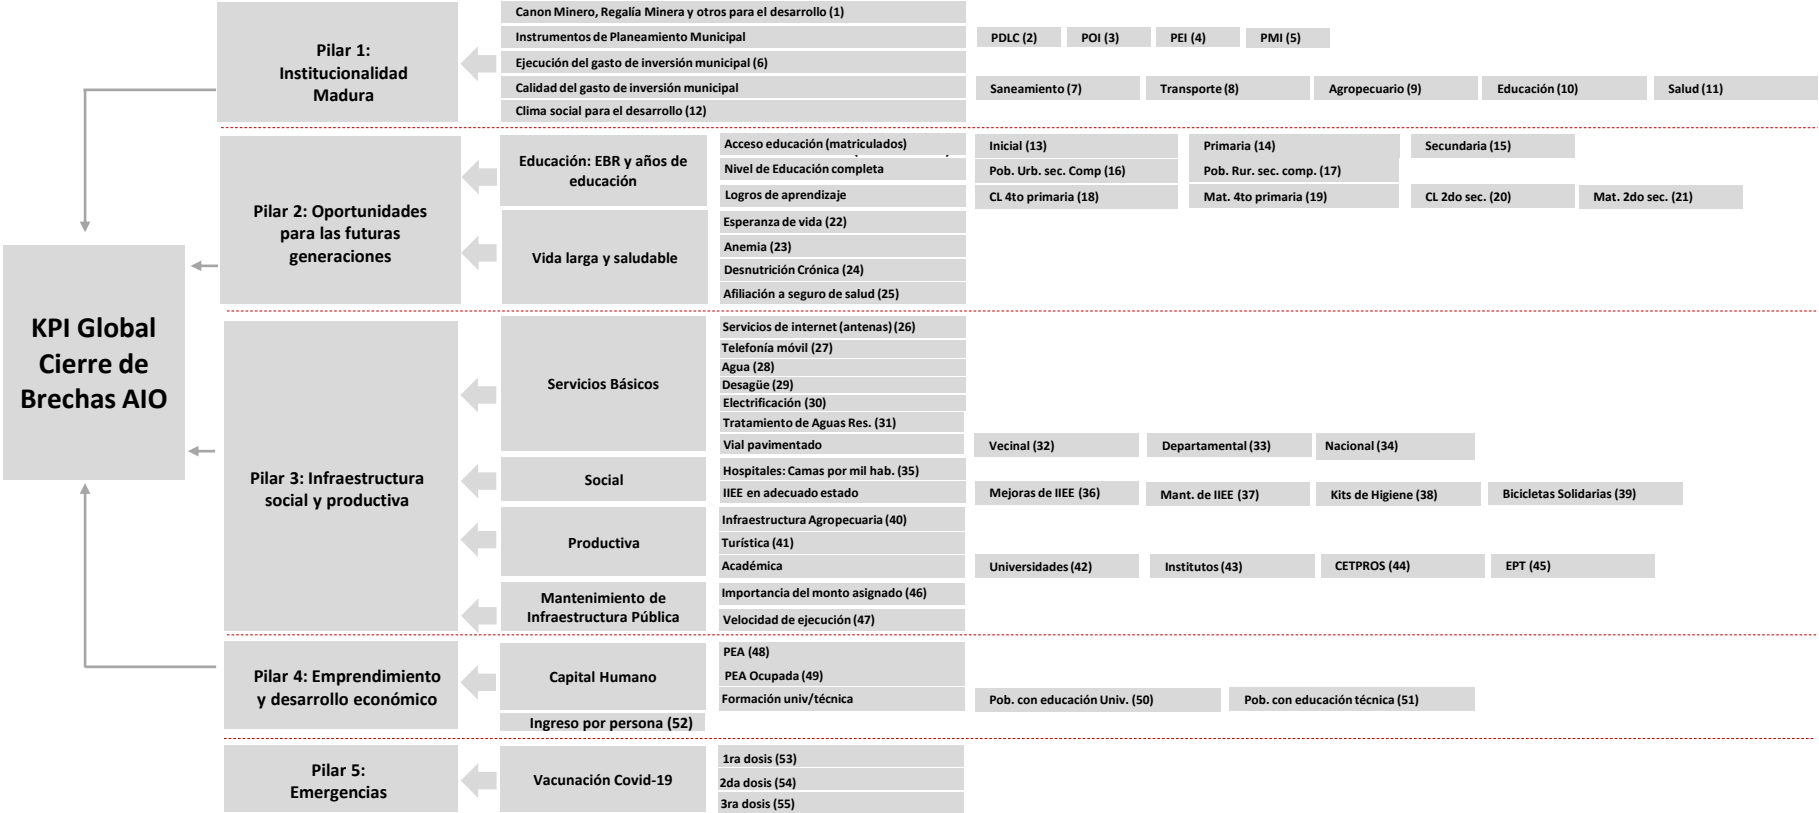 KPI Global
Cierre de
Brechas AIO
Pilar 1:
Institucionalidad
Madura
Canon Minero, Regalía Minera y otros para el desarrollo (1)
Instrumentos de Planeamiento Municipal
PDLC (2)
POI (3)
PEI (4)
PMI (5)
Ejecución del gasto de inversión municipal (6)
Calidad del gasto de inversión municipal
Saneamiento (7)
Transporte (8)
Agropecuario (9)
Educación (10)
Salud (11)
Clima social para el desarrollo (12)
Pilar 2: Oportunidades
para las futuras
generaciones
Educación: EBR y años de
educación
Acceso educación (matriculados)
Inicial (13)
Primaria (14)
Secundaria (15)
Nivel de Educación completa
Pob. Urb. sec. Comp (16)
Pob. Rur. sec. comp. (17)
Logros de aprendizaje
CL 4to primaria (18)
Mat. 4to primaria (19)
CL 2do sec. (20)
Mat. 2do sec. (21)
Vida larga y saludable
Esperanza de vida (22)
Anemia (23)
Desnutrición Crónica (24)
Afiliación a seguro de salud (25)
Pilar 3: Infraestructura
social y productiva
Servicios Básicos
Servicios de internet (antenas) (26)
Telefonía móvil (27)
Agua (28)
Desagüe (29)
Electrificación (30)
Tratamiento de Aguas Res. (31)
Vial pavimentado
Vecinal (32)
Departamental (33)
Nacional (34)
Social
Hospitales: Camas por mil hab. (35)
IIEE en adecuado estado
Mejoras de IIEE (36)
Mant. de IIEE (37)
Kits de Higiene (38)
Bicicletas Solidarias (39)
Productiva
Infraestructura Agropecuaria (40)
Turística (41)
Académica
Universidades (42)
Institutos (43)
CETPROS (44)
EPT (45)
Mantenimiento de
Infraestructura Pública
Importancia del monto asignado (46)
Velocidad de ejecución (47)
Pilar 4: Emprendimiento
y desarrollo económico
Capital Humano
PEA (48)
PEA Ocupada (49)
Formación univ/técnica
Pob. con educación Univ. (50)
Pob. con educación técnica (51)
Ingreso por persona (52)
Pilar 5:
Emergencias
Vacunación Covid-19
1ra dosis (53)
2da dosis (54)
3ra dosis (55)